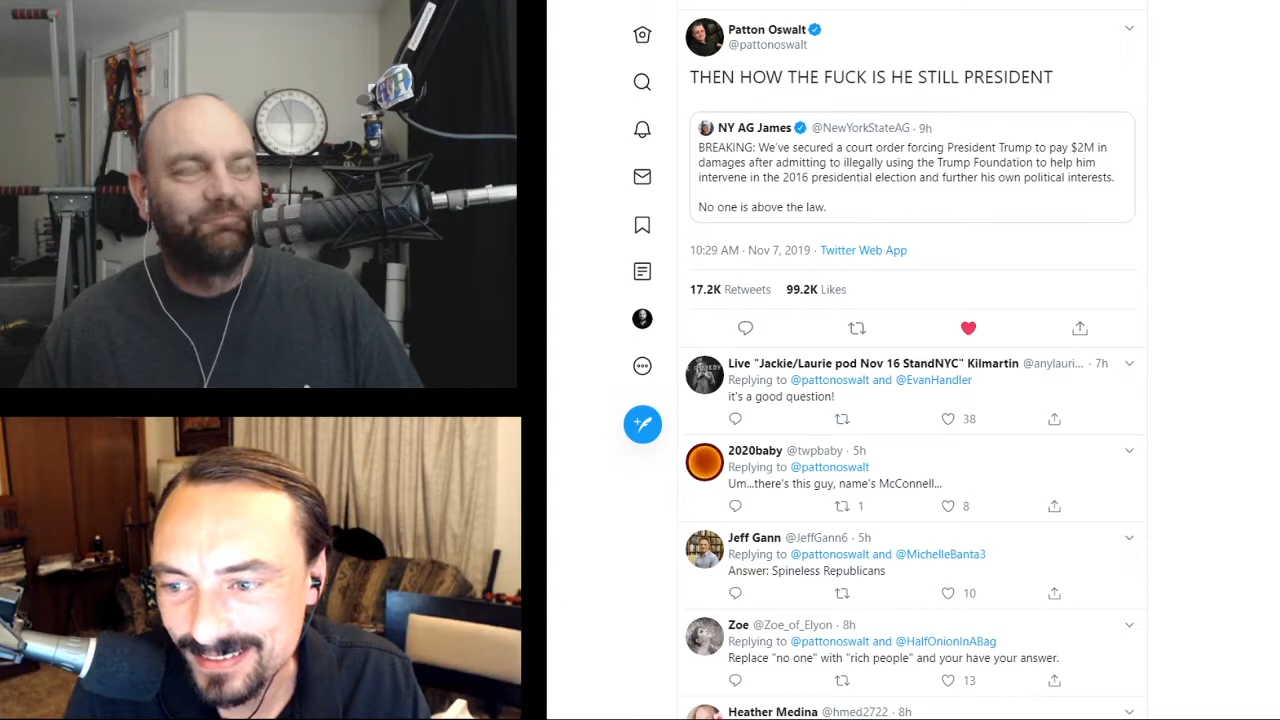 Patton Oswalt
@pattonoswalt
THEN HOW THE FUCK IS HE STILL PRESIDENT
NY AG James @NewYorkStateAG · 9h
BREAKING: We've secured a court order forcing President Trump to pay $2M in
damages after admitting to illegally using the Trump Foundation to help him
intervene in the 2016 presidential election and further his own political interests.
No one is above the law.
10:29 AM · Nov 7, 2019 · Twitter Web App
17.2K Retweets 99.2K Likes
Live "Jackie/Laurie pod Nov 16 StandNYC" Kilmartin @anylauri... · 7h
Replying to @pattonoswalt and @EvanHandler
it's a good question!
38
2020baby @twpbaby · 5h
Replying to @pattonoswalt
Um...there's this guy, name's McConnell...
1 8
Jeff Gann @JeffGann6 · 5h
Replying to @pattonoswalt and @MichelleBanta3
Answer: Spineless Republicans
10
Zoe @Zoe_of_Elyon · 8h
Replying to @pattonoswalt and @HalfOnionInABag
Replace "no one" with "rich people" and your have your answer.
13
Heather Medina @hmed2722 · 8h